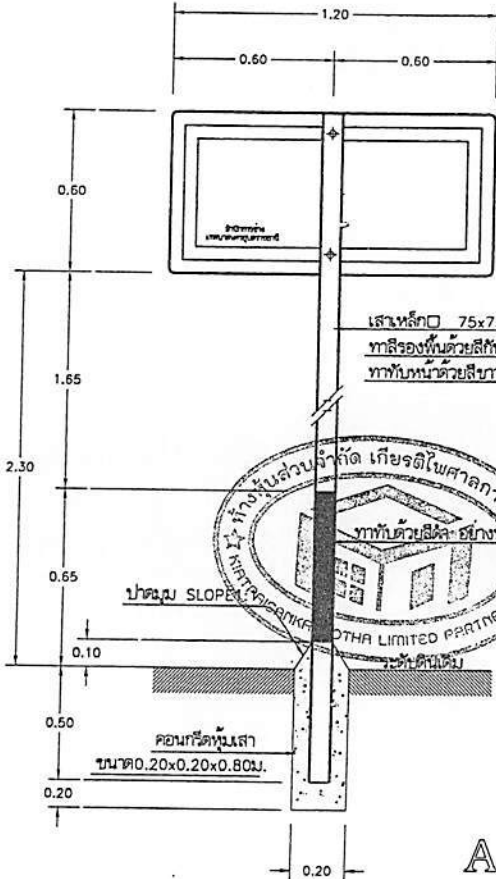 1.20
0.60 0.60
0.60
เสาเหล็ก 75x7
ทาสีรองพื้นด้วยสีกัน
ทาทับหน้าด้วยสีขาว
1.65
2.30
ห้างหุ้นส่วนจำกัด เกียรติไพศาลก
ทาทับด้วยสีดำ
0.65
ปาดมุม SLOPE
LIMITED PARTNE
0.10
ระดับดินเดิม
0.50
คอนกรีตหุ้มเสา
ขนาด0.20x0.20x0.80ม.
0.20
0.20
A